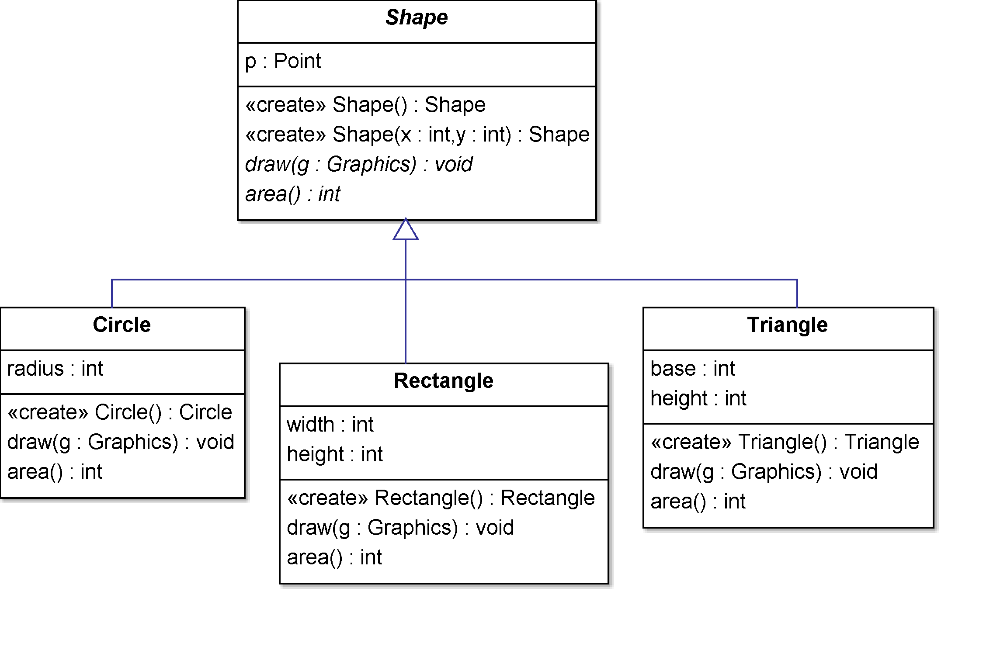 Shape
p : Point
«create» Shape() : Shape
«create» Shape(x : int,y : int) : Shape
draw(g : Graphics) : void
area() : int
Circle
radius : int
«create» Circle() : Circle
draw(g : Graphics) : void
area() : int
Rectangle
width : int
height : int
«create» Rectangle() : Rectangle
draw(g : Graphics) : void
area() : int
Triangle
base : int
height : int
«create» Triangle() : Triangle
draw(g : Graphics) : void
area() : int